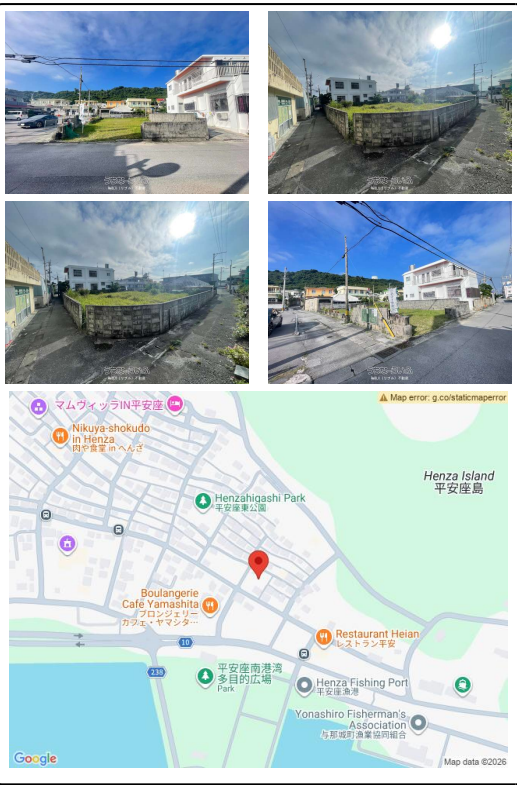 マムヴィッラIN平安座
Map error: g.co/staticmaperror
Nikuya-shokudo
in Henza
肉や食堂 in へんざ
Henza Island
平安座島
Henzahigashi Park
平安座東公園
Boulangerie
Cafe Yamashita
ブロンジェリー
カフェ・ヤマシタ…
10
Restaurant Heian
レストラン平安
238
平安座南港湾
多目的広場
Park
Henza Fishing Port
平安座漁港
Yonashiro Fisherman's
Association
与那城町漁業協同組合
Google
Map data ©2026